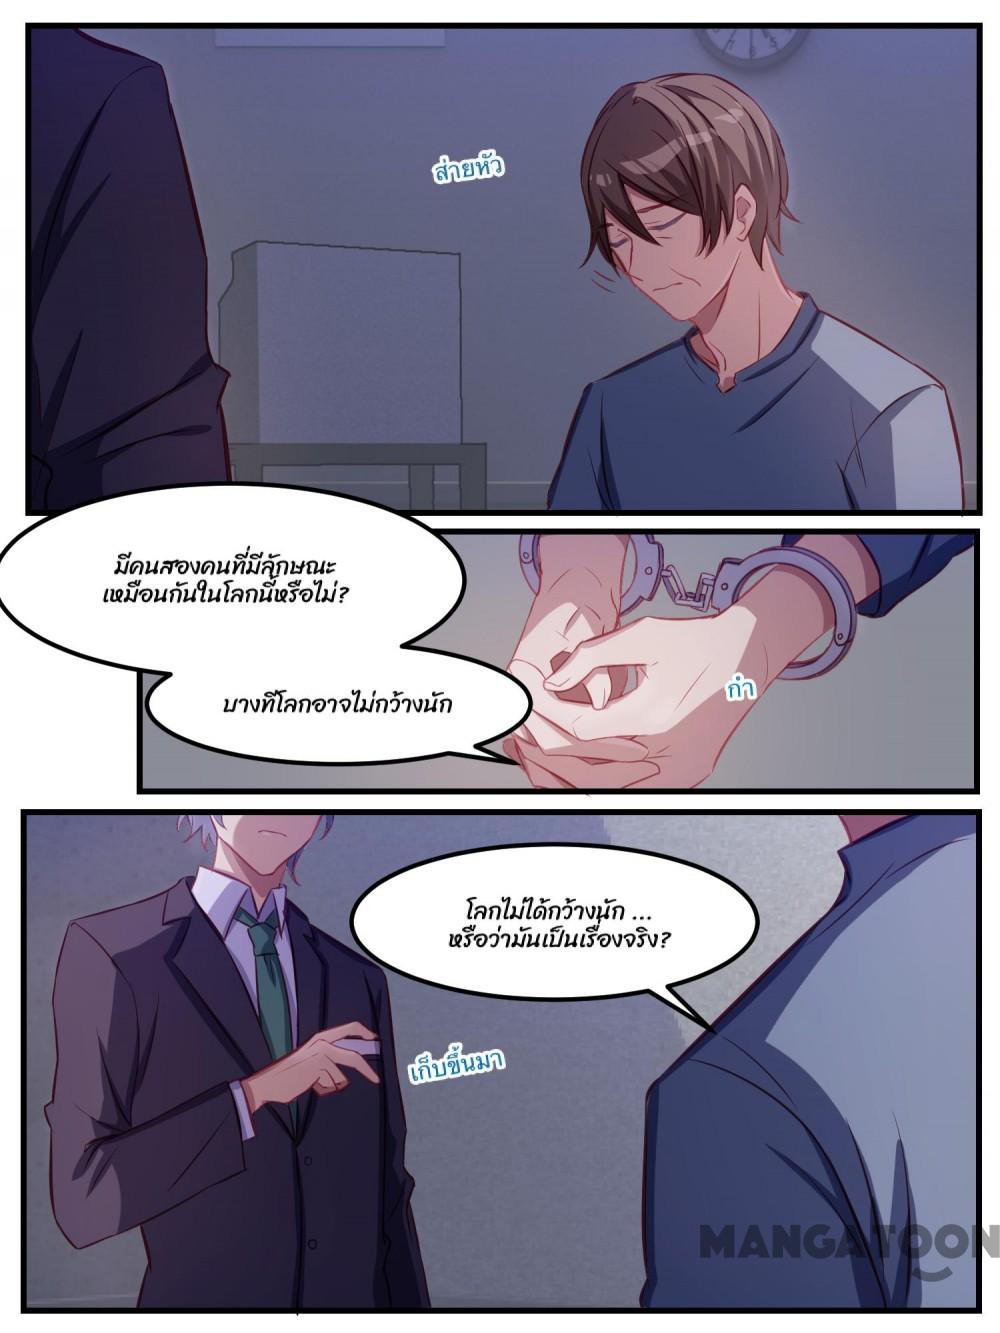 ส่ายหัว
มีคนสองคนที่มีลักษณะ
เหมือนกันในโลกนี้หรือไม่?
บางทีโลกอาจไม่กว้างนัก
กำ
โลกไม่ได้กว้างนัก ...
หรือว่ามันเป็นเรื่องจริง?
เก็บขึ้นมา
MANGATOON